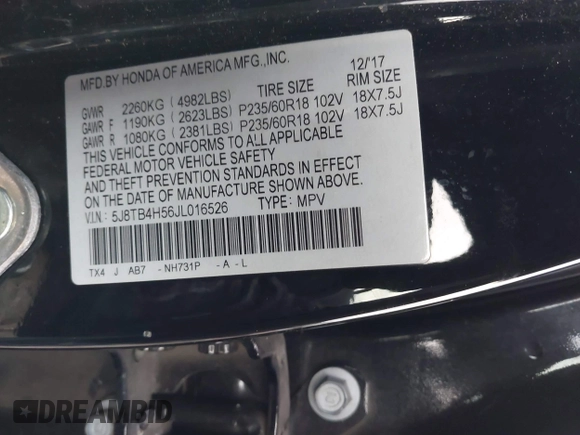 MFD.BY HONDA OF AMERICA MFG.,INC. 12/'17
TIRE SIZE RIM SIZE
GVWR 2260KG ( 4982LBS)
GAWR F 1190KG ( 2623LBS) P235/60R18 102V 18X7.5J
GAWR R 1080KG ( 2381LBS) P235/60R18 102V 18X7.5J
THIS VEHICLE CONFORMS TO ALL APPLICABLE
FEDERAL MOTOR VEHICLE SAFETY
AND THEFT PREVENTION STANDARDS IN EFFECT
ON THE DATE OF MANUFACTURE SHOWN ABOVE.
V.I.N.: 5J8TB4H56JL016526 TYPE: MPV
TX4 J AB7 -NH731P -A-L
DREAMBID